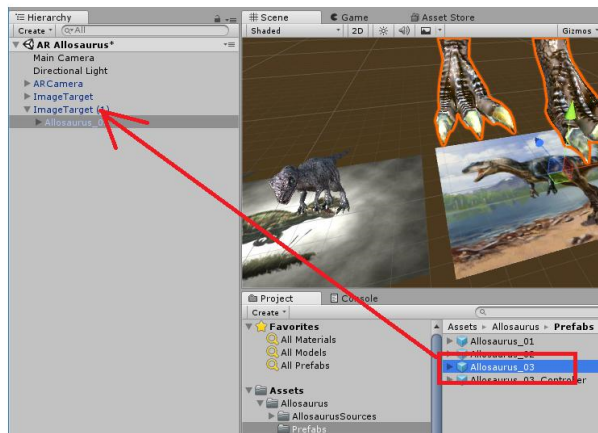 Hierarchy
Create
All
AR Allosaurus*
Main Camera
Directional Light
ARCamera
ImageTarget
ImageTarget (1)
Scene
Game
Asset Store
Shaded
2D
Gizmos
Project
Console
Create
Favorites
All Materials
All Models
All Prefabs
Assets
Allosaurus
AllosaurusSources
Prefabs
Assets
Allosaurus
Prefabs
Allosaurus_01
Allosaurus_02
Allosaurus_03
Allosaurus_03_Controller